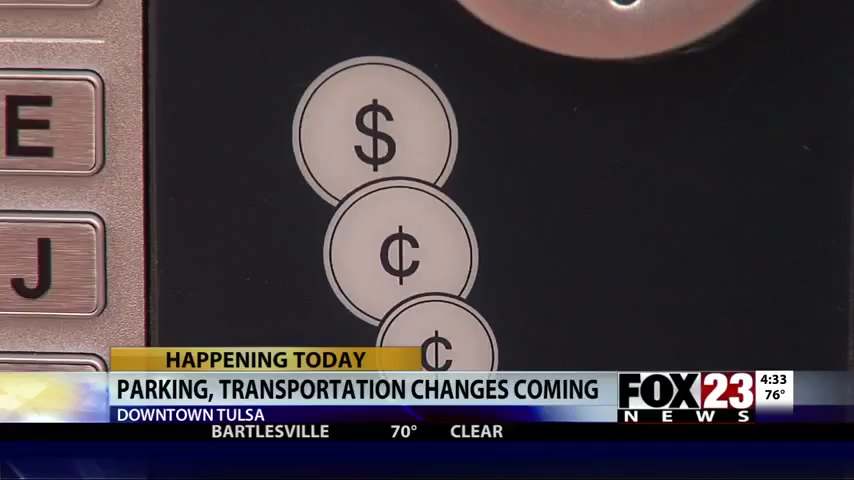 E
J
$
¢
¢
HAPPENING TODAY
PARKING, TRANSPORTATION CHANGES COMING
DOWNTOWN TULSA
FOX 23
NEWS
4:33
76°
BARTLESVILLE 70° CLEAR